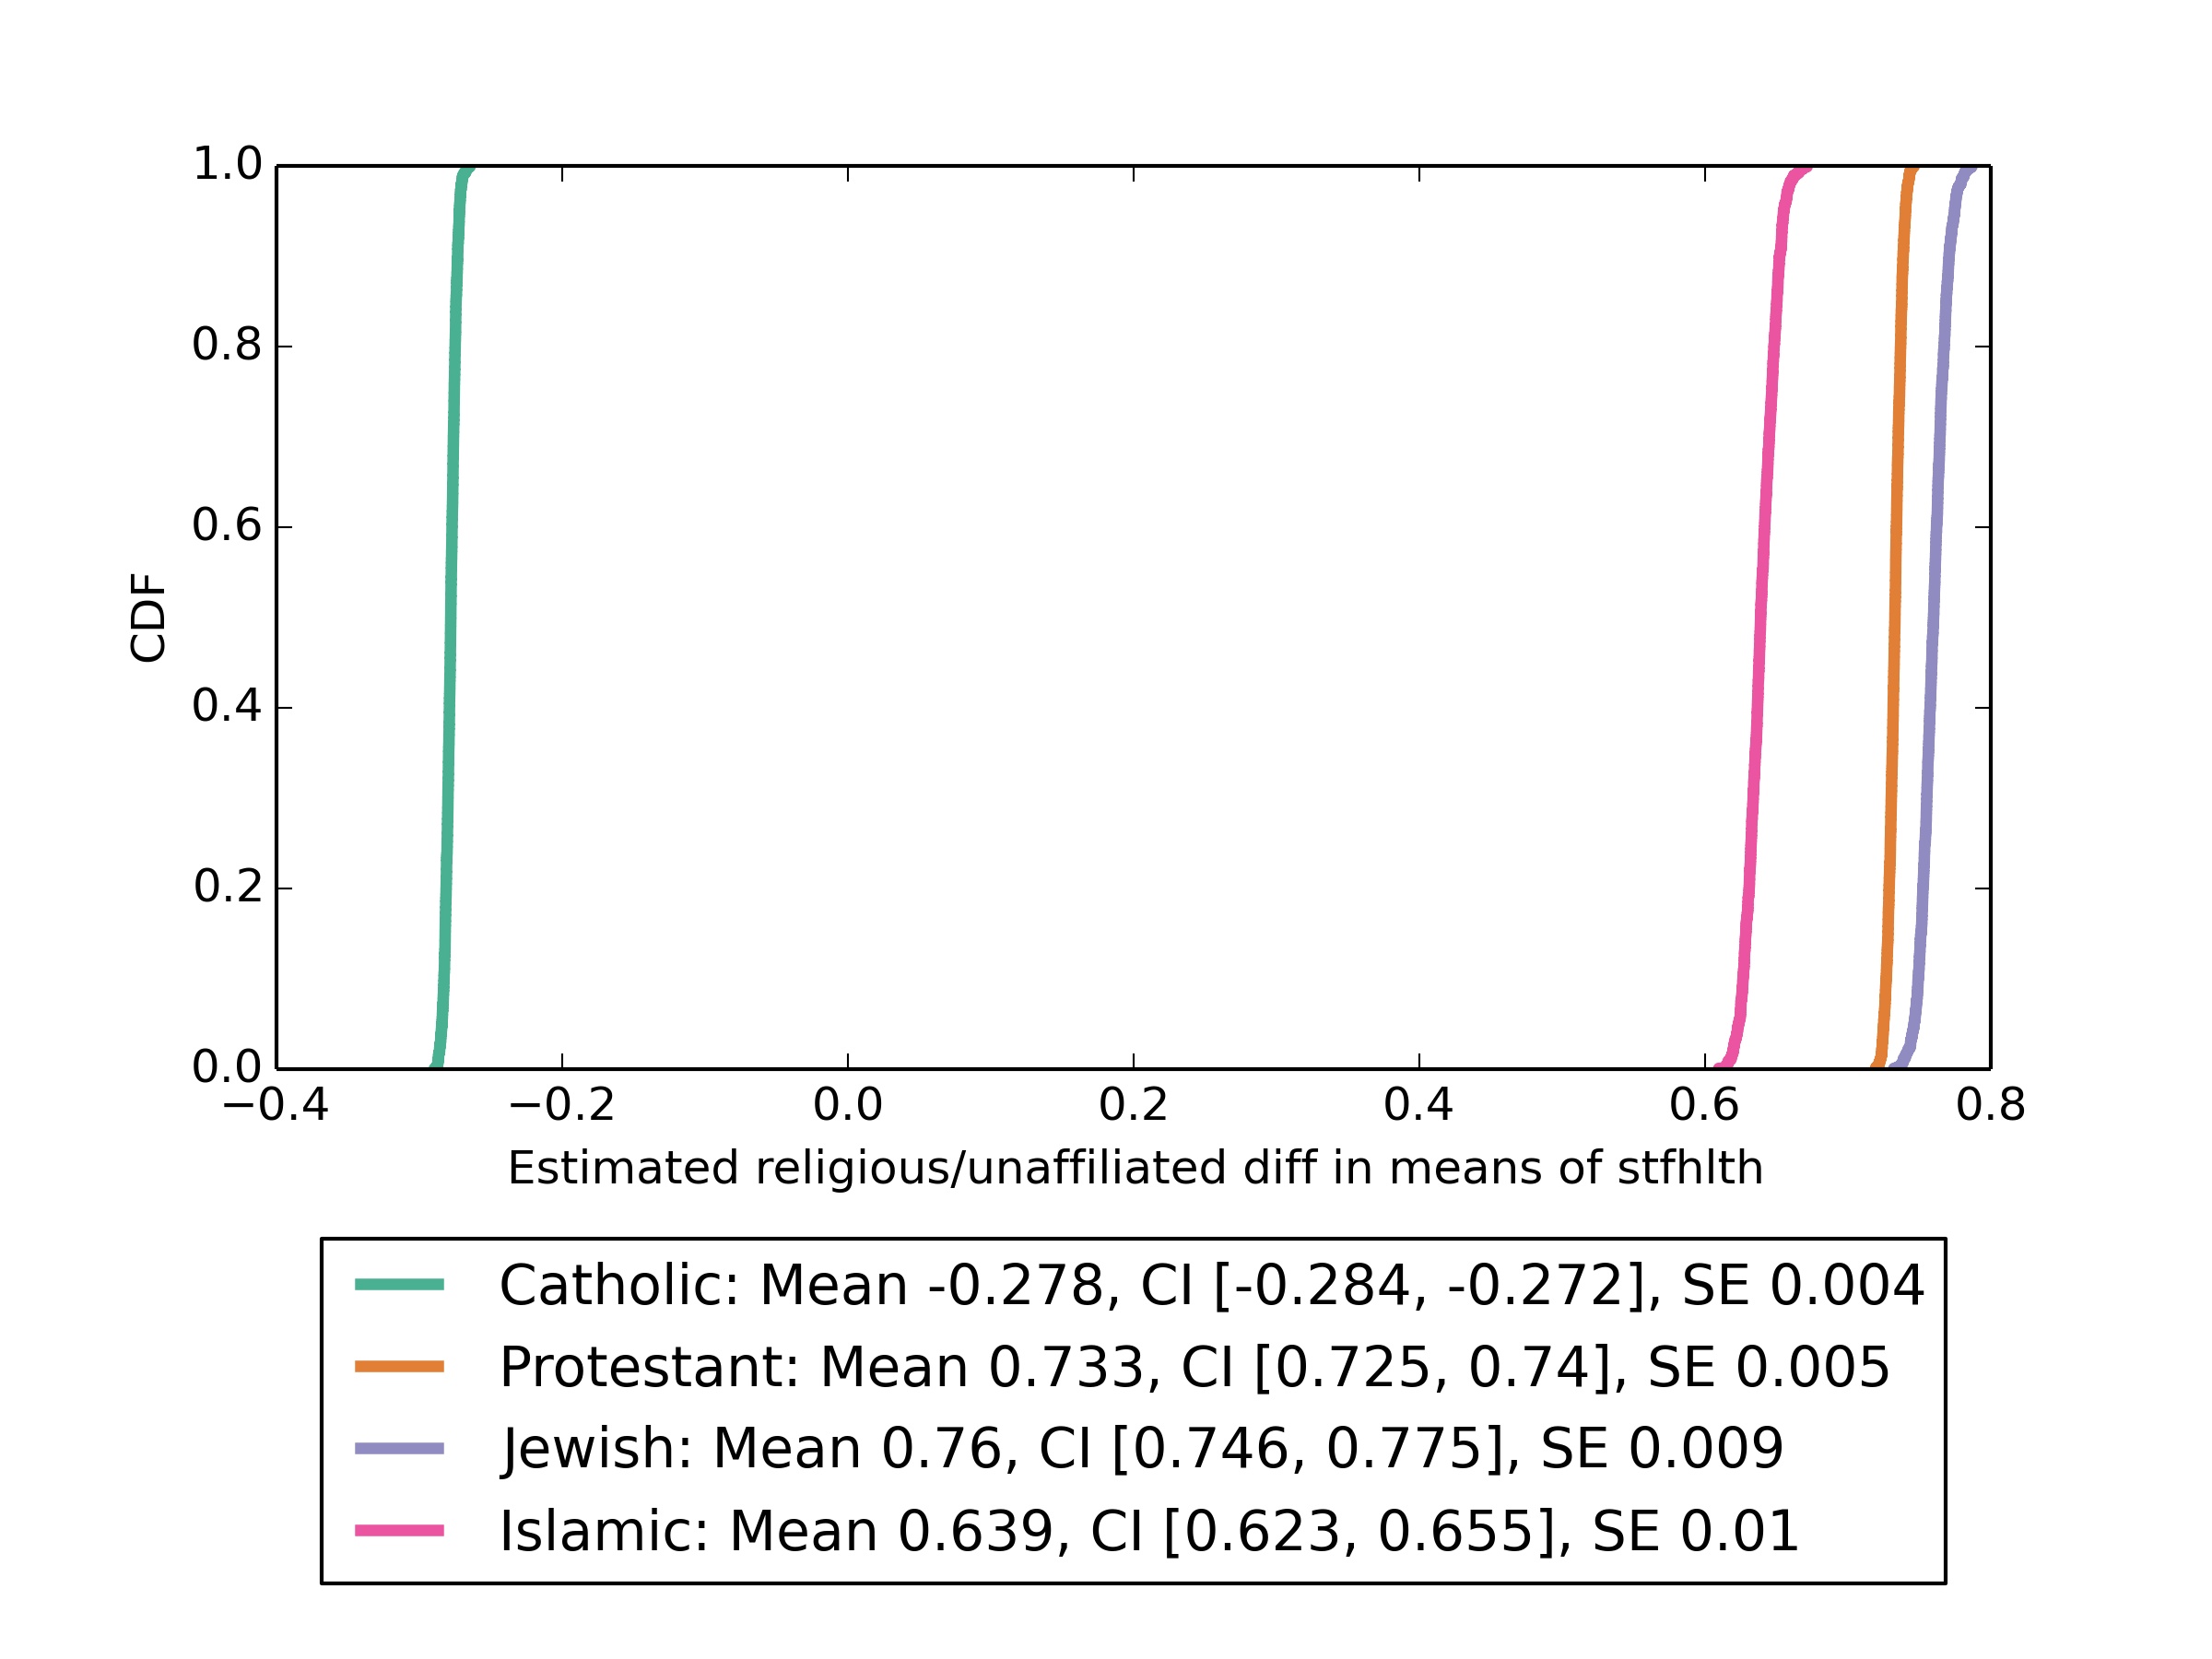 1.0
0.8
0.6
0.4
0.2
0.0
CDF
−0.4 −0.2 0.0 0.2 0.4 0.6 0.8
Estimated religious/unaffiliated diff in means of stfhlth
Catholic: Mean -0.278, CI [-0.284, -0.272], SE 0.004
Protestant: Mean 0.733, CI [0.725, 0.74], SE 0.005
Jewish: Mean 0.76, CI [0.746, 0.775], SE 0.009
Islamic: Mean 0.639, CI [0.623, 0.655], SE 0.01